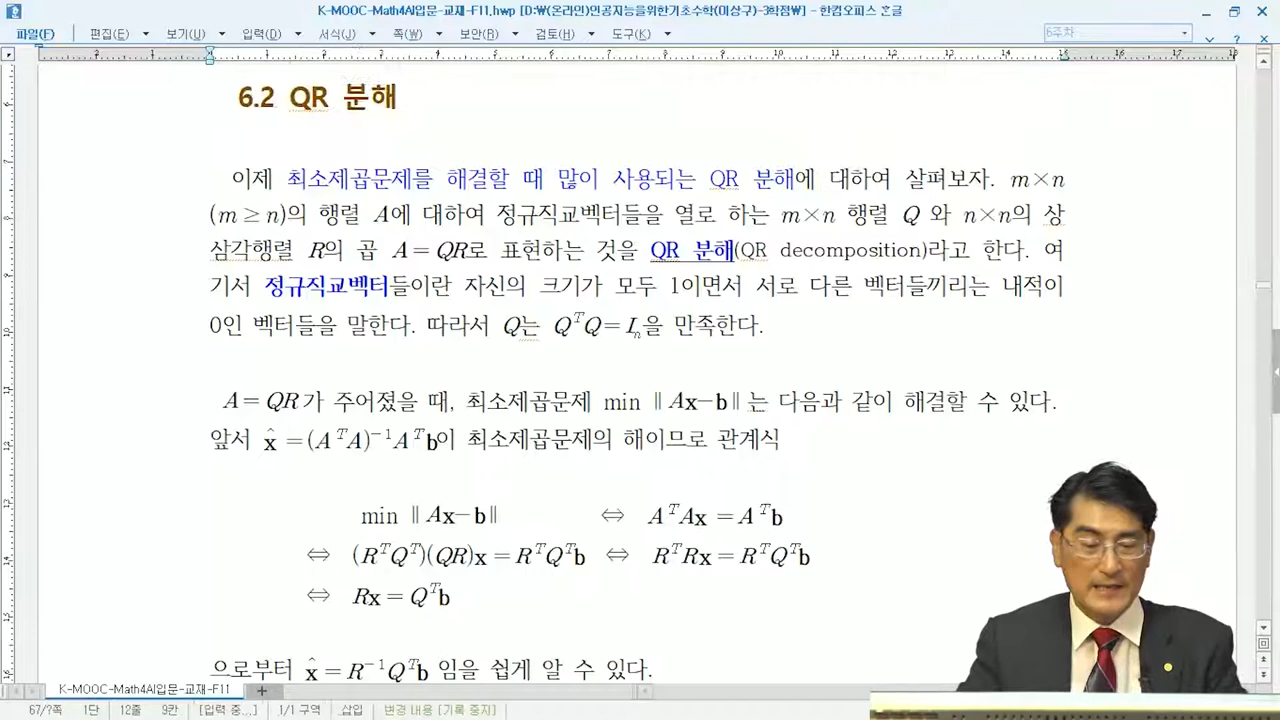 K-MOOC-Math4AI입문-교재-F11.hwp [D:\(온라인)인공지능을위한기초수학(이상구)-3학점\] - 한컴오피스 한글
파일(F) 편집(E) 보기(U) 입력(D) 서식(J) 쪽(W) 보안(B) 검토(H) 도구(K) 6주차
6.2 QR 분해
이제 최소제곱문제를 해결할 때 많이 사용되는 QR 분해에 대하여 살펴보자. m×n
(m ≥ n)의 행렬 A에 대하여 정규직교벡터들을 열로 하는 m×n 행렬 Q 와 n×n의 상
삼각행렬 R의 곱 A = QR로 표현하는 것을 QR 분해(QR decomposition)라고 한다. 여
기서 정규직교벡터들이란 자신의 크기가 모두 1이면서 서로 다른 벡터들끼리는 내적이
0인 벡터들을 말한다. 따라서 Q는 Q^T Q = I_n을 만족한다.
A = QR가 주어졌을 때, 최소제곱문제 min ‖Ax−b‖는 다음과 같이 해결할 수 있다.
앞서 x̂ = (A^T A)^−1 A^T b이 최소제곱문제의 해이므로 관계식
min ‖Ax−b‖ ⇔ A^T Ax = A^T b
⇔ (R^T Q^T)(QR)x = R^T Q^T b ⇔ R^T Rx = R^T Q^T b
⇔ Rx = Q^T b
으로부터 x̂ = R^−1 Q^T b 임을 쉽게 알 수 있다.
K-MOOC-Math4AI입문-교재-F11
67/?쪽 1단 12줄 9칸 [입력 중...] 1/1 구역 삽입 변경 내용 [기록 중지]